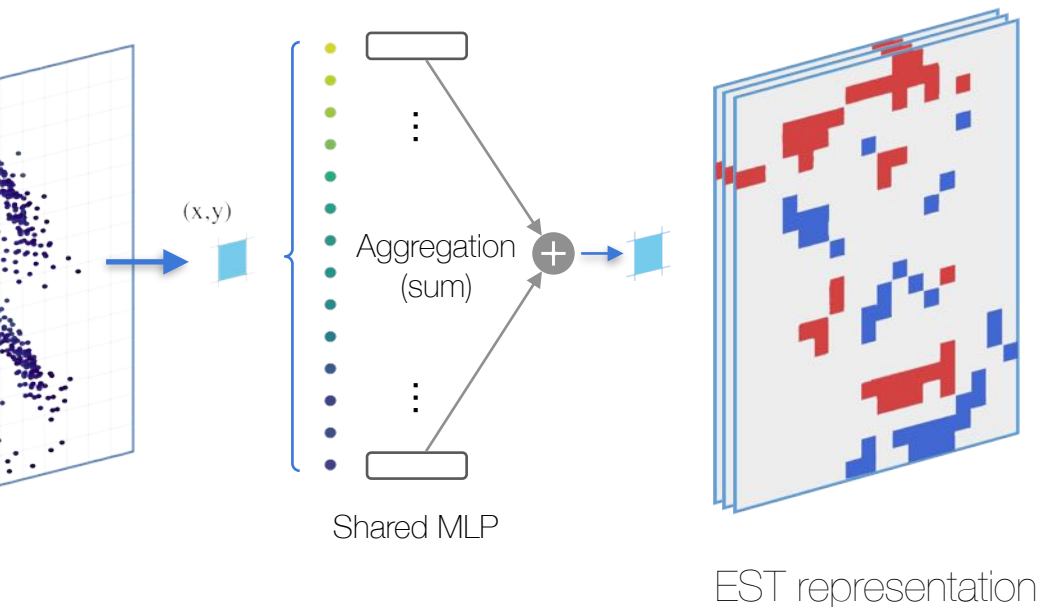 (x,y)
Aggregation
(sum)
Shared MLP
EST representation